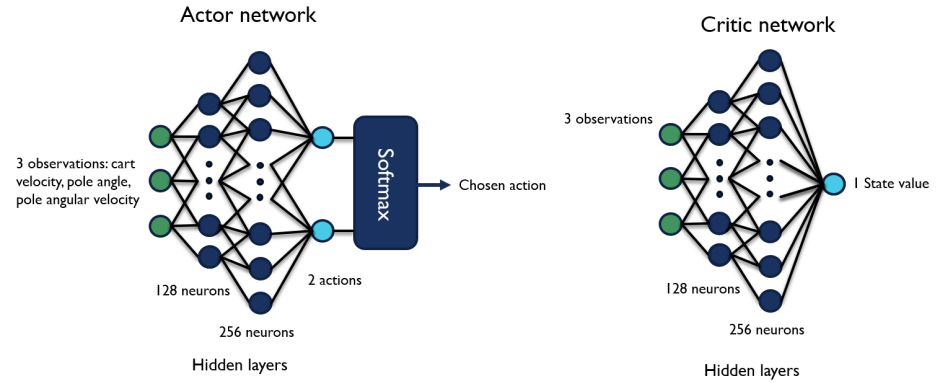 Actor network
3 observations: cart
velocity, pole angle,
pole angular velocity
Softmax
Chosen action
2 actions
128 neurons
256 neurons
Hidden layers
Critic network
3 observations
1 State value
128 neurons
256 neurons
Hidden layers